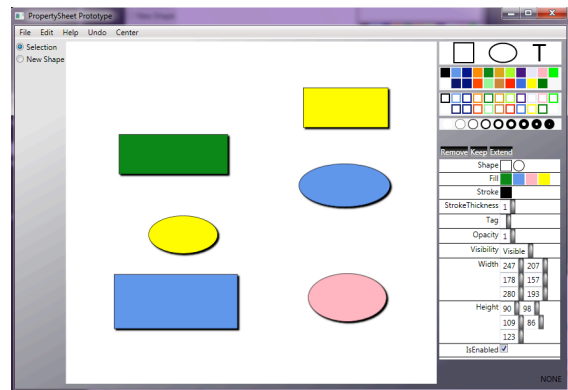 PropertySheet Prototype
File Edit Help Undo Center
Selection
New Shape
T
Remove Keep Extend
Shape
Fill
Stroke
StrokeThickness 1
Tag
Opacity 1
Visibility Visible
Width 247 207
178 157
280 193
Height 90 98
109 86
123
IsEnabled
NONE